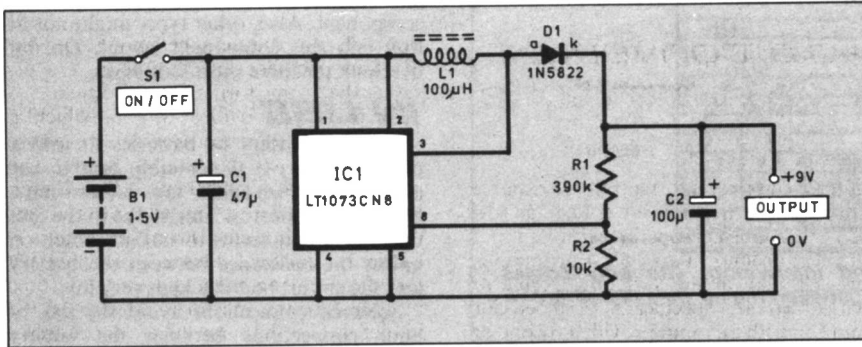 S1
ON / OFF
+
B1
1·5V
−
+
C1
47µ
L1
100µH
D1
a
k
1N5822
1
2
3
IC1
LT1073CN8
8
4
5
R1
390k
R2
10k
+
C2
100µ
+9V
OUTPUT
0V